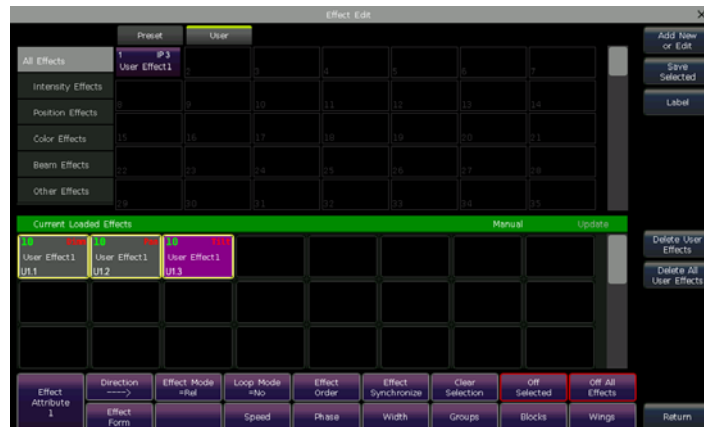 Effect Edit
Preset
User
Add New
or Edit
All Effects
1 IP3
User Effect1
2
3
4
5
6
7
Save
Selected
Intensity Effects
Label
Position Effects
8
9
10
11
12
13
14
Color Effects
15
16
17
18
19
20
21
Beam Effects
22
23
24
25
26
27
28
Other Effects
29
30
31
32
33
34
35
Current Loaded Effects
Manual
Update
10
10
10
User Effect1
User Effect1
User Effect1
U1.1
U1.2
U1.3
Delete User
Effects
Delete All
User Effects
Effect
Attribute
1
Direction
---->
Effect Mode
=Rel
Loop Mode
=No
Effect
Order
Effect
Synchronize
Clear
Selection
Off
Selected
Off All
Effects
Effect
Form
Speed
Phase
Width
Groups
Blocks
Wings
Return